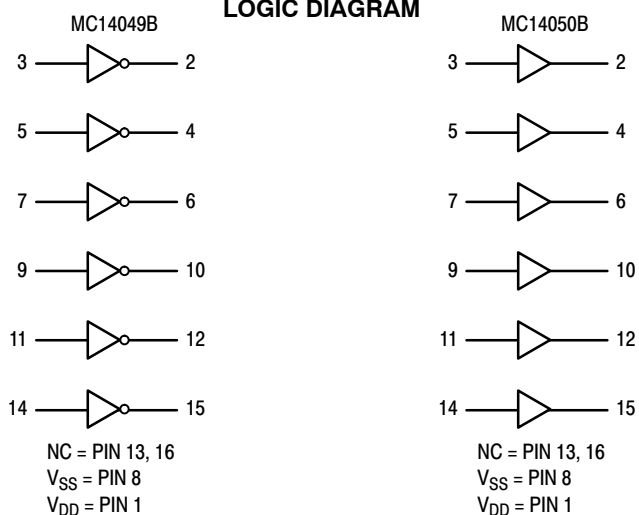 LOGIC DIAGRAM
MC14049B
3 2
5 4
7 6
9 10
11 12
14 15
NC = PIN 13, 16
VSS = PIN 8
VDD = PIN 1
MC14050B
3 2
5 4
7 6
9 10
11 12
14 15
NC = PIN 13, 16
VSS = PIN 8
VDD = PIN 1